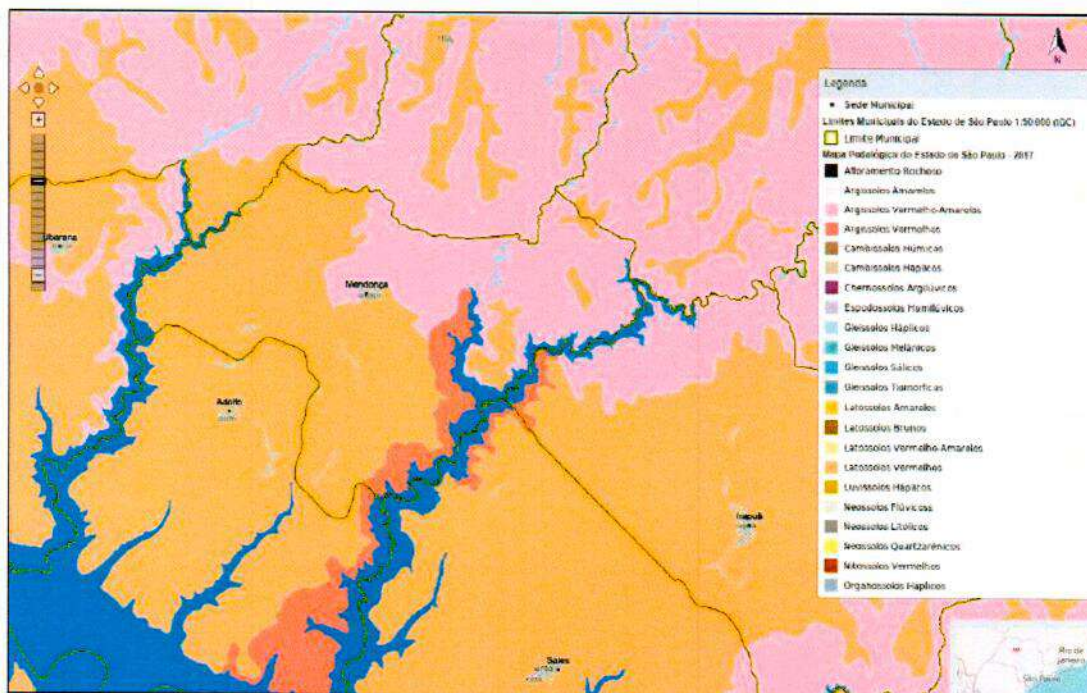 N
Legenda
Sede Municipal
Limites Municipais do Estado de São Paulo 1:50.000 (IGC)
Limite Municipal
Mapa Pedológico do Estado de São Paulo - 2017
Afloramento Rochoso
Argissolos Amarelos
Argissolos Vermelho-Amarelos
Argissolos Vermelhos
Cambissolos Húmicos
Cambissolos Háplicos
Chernossolos Argilúvicos
Espodossolos Humilúvicos
Gleissolos Háplicos
Gleissolos Melânicos
Gleissolos Sálicos
Gleissolos Tiomórficos
Latossolos Amarelos
Latossolos Brunos
Latossolos Vermelho-Amarelos
Latossolos Vermelhos
Luvissolos Háplicos
Neossolos Flúvicos
Neossolos Litólicos
Neossolos Quartzarênicos
Nitossolos Vermelhos
Organossolos Háplicos
Ubarana
Mendonça
Adolfo
Irapuã
Sales
Rio de
Janeiro
São Paulo